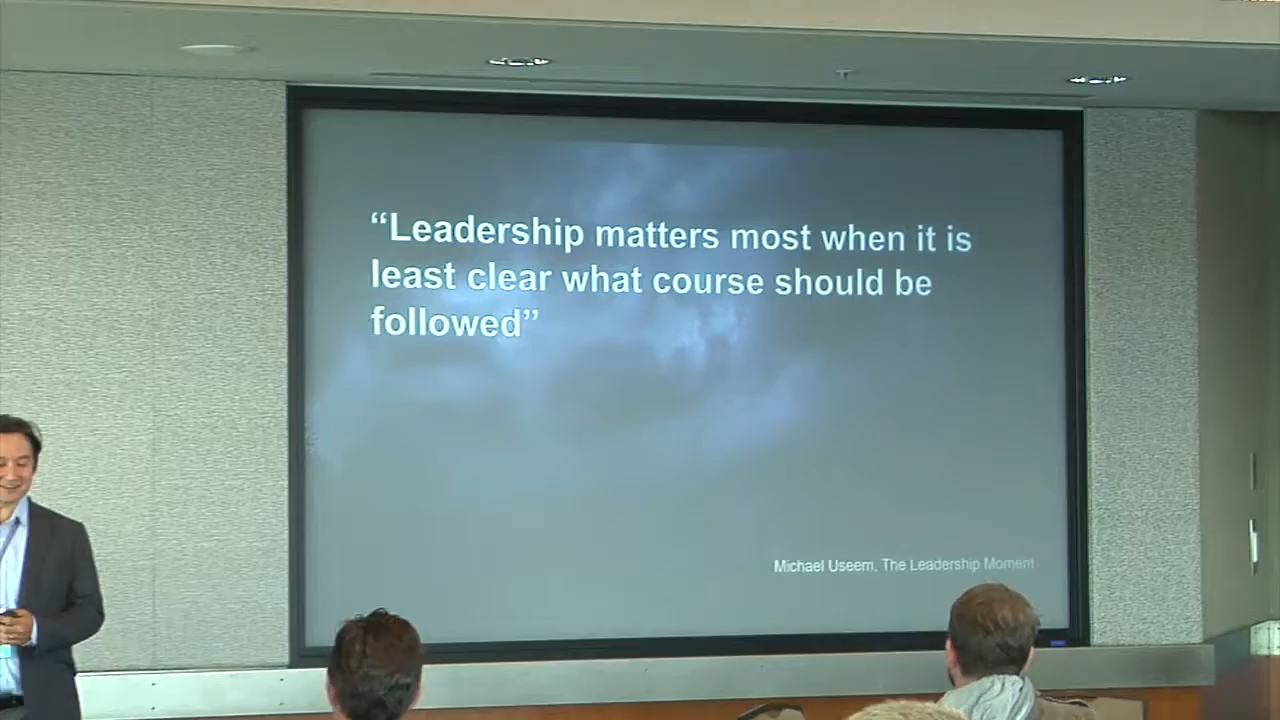 “Leadership matters most when it is
least clear what course should be
followed”
Michael Useem, The Leadership Moment